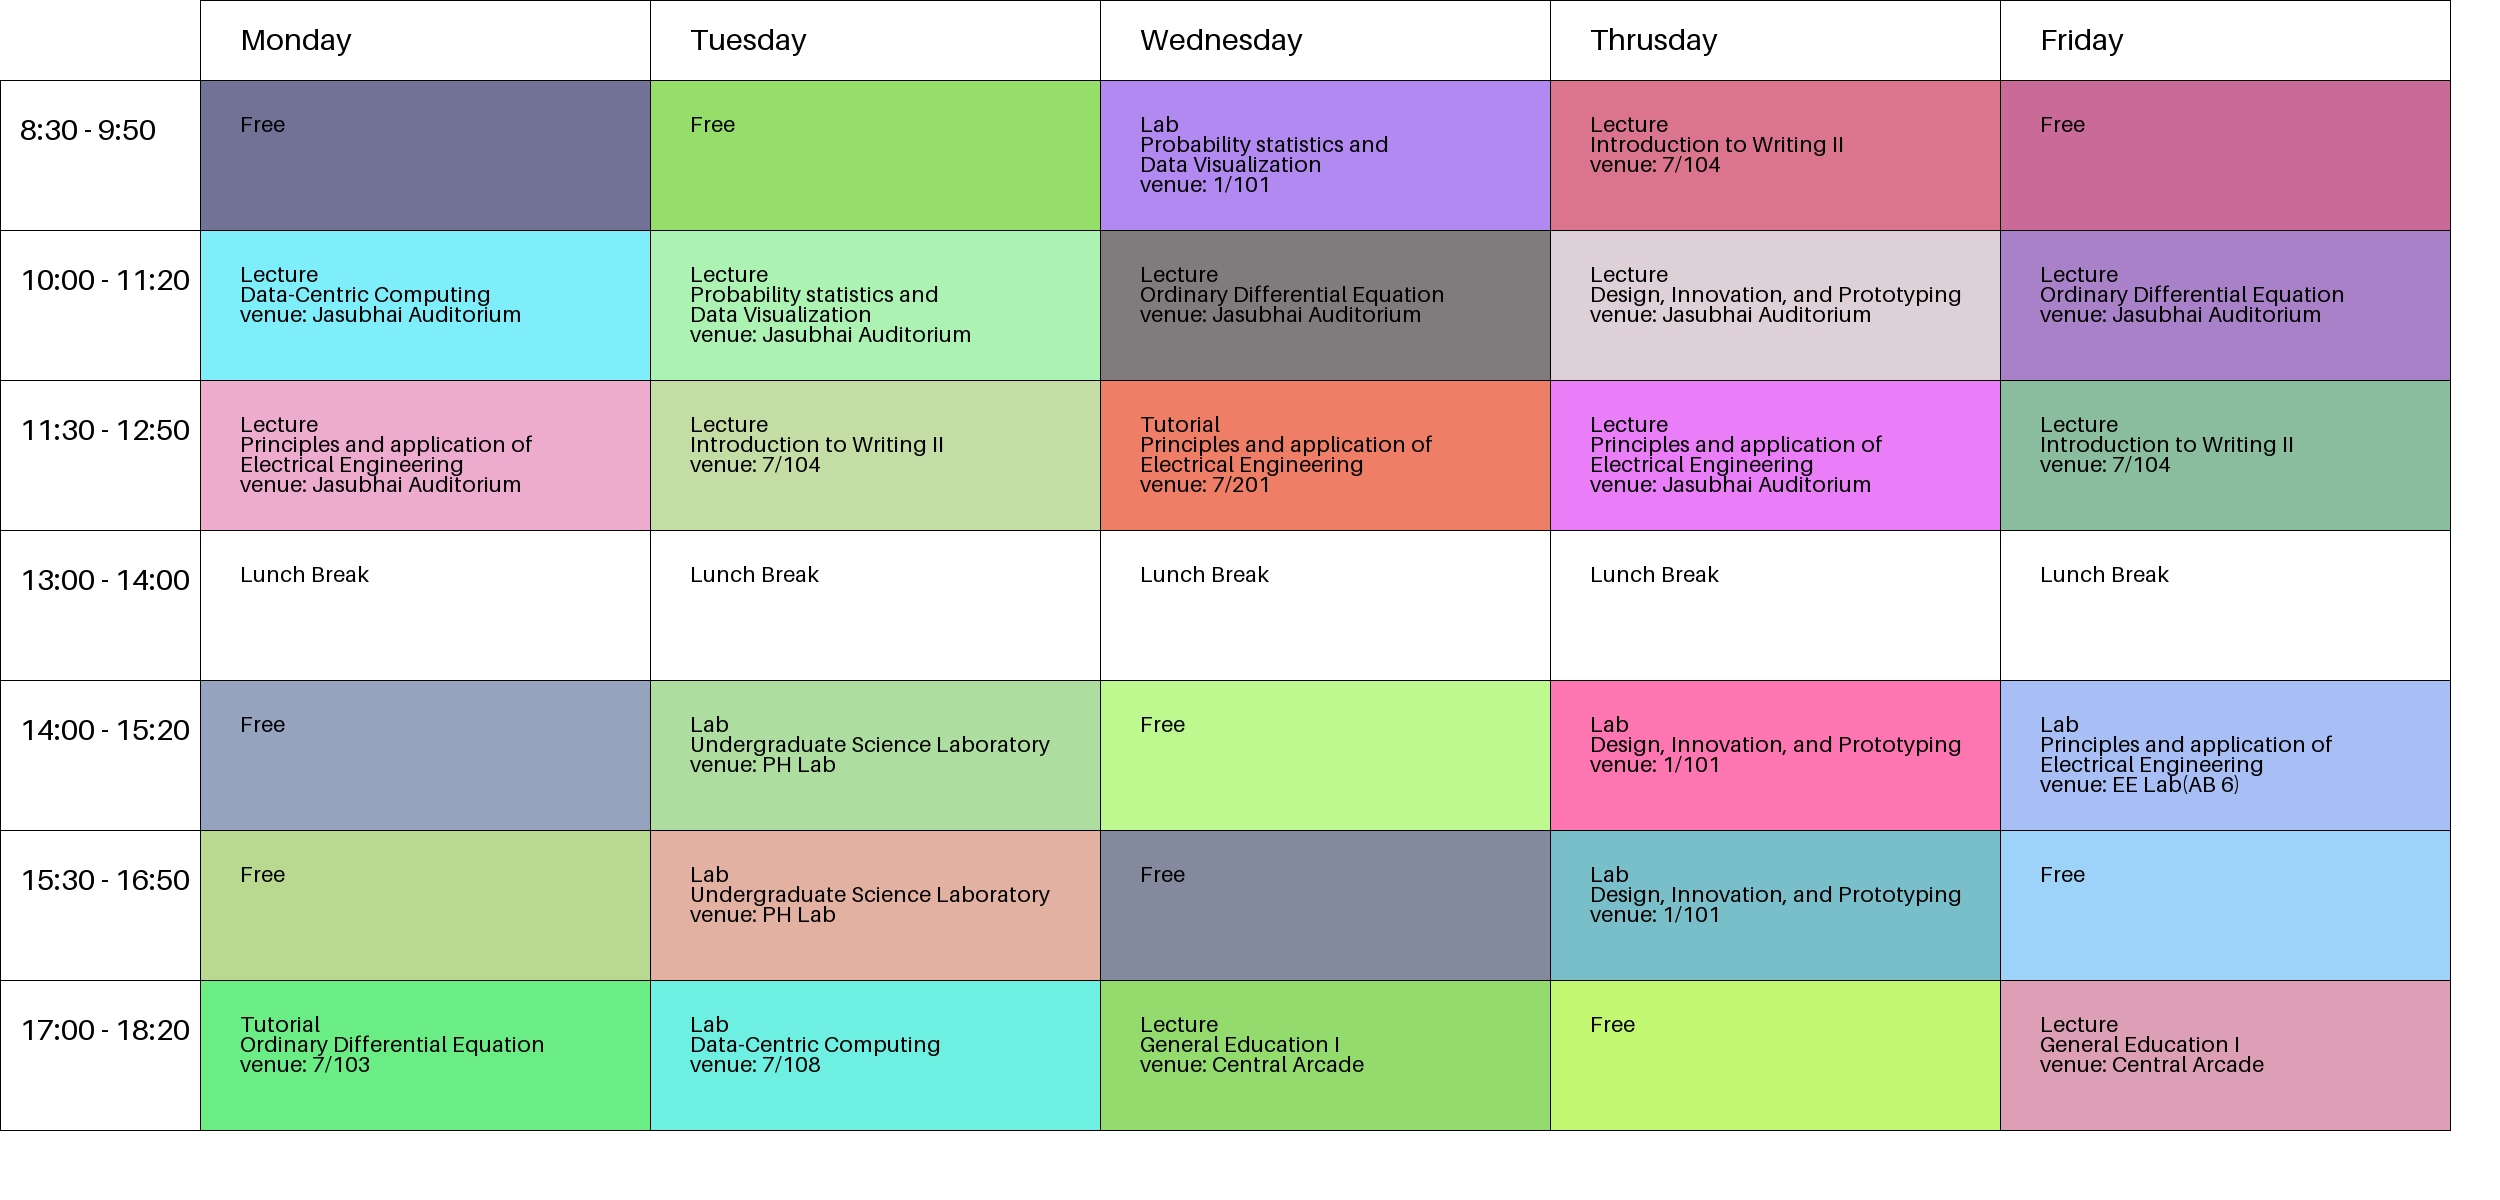 Monday
Tuesday
Wednesday
Thrusday
Friday
8:30 - 9:50
Free
Free
Lab
Probability statistics and
Data Visualization
venue: 1/101
Lecture
Introduction to Writing II
venue: 7/104
Free
10:00 - 11:20
Lecture
Data-Centric Computing
venue: Jasubhai Auditorium
Lecture
Probability statistics and
Data Visualization
venue: Jasubhai Auditorium
Lecture
Ordinary Differential Equation
venue: Jasubhai Auditorium
Lecture
Design, Innovation, and Prototyping
venue: Jasubhai Auditorium
Lecture
Ordinary Differential Equation
venue: Jasubhai Auditorium
11:30 - 12:50
Lecture
Principles and application of
Electrical Engineering
venue: Jasubhai Auditorium
Lecture
Introduction to Writing II
venue: 7/104
Tutorial
Principles and application of
Electrical Engineering
venue: 7/201
Lecture
Principles and application of
Electrical Engineering
venue: Jasubhai Auditorium
Lecture
Introduction to Writing II
venue: 7/104
13:00 - 14:00
Lunch Break
Lunch Break
Lunch Break
Lunch Break
Lunch Break
14:00 - 15:20
Free
Lab
Undergraduate Science Laboratory
venue: PH Lab
Free
Lab
Design, Innovation, and Prototyping
venue: 1/101
Lab
Principles and application of
Electrical Engineering
venue: EE Lab(AB 6)
15:30 - 16:50
Free
Lab
Undergraduate Science Laboratory
venue: PH Lab
Free
Lab
Design, Innovation, and Prototyping
venue: 1/101
Free
17:00 - 18:20
Tutorial
Ordinary Differential Equation
venue: 7/103
Lab
Data-Centric Computing
venue: 7/108
Lecture
General Education I
venue: Central Arcade
Free
Lecture
General Education I
venue: Central Arcade